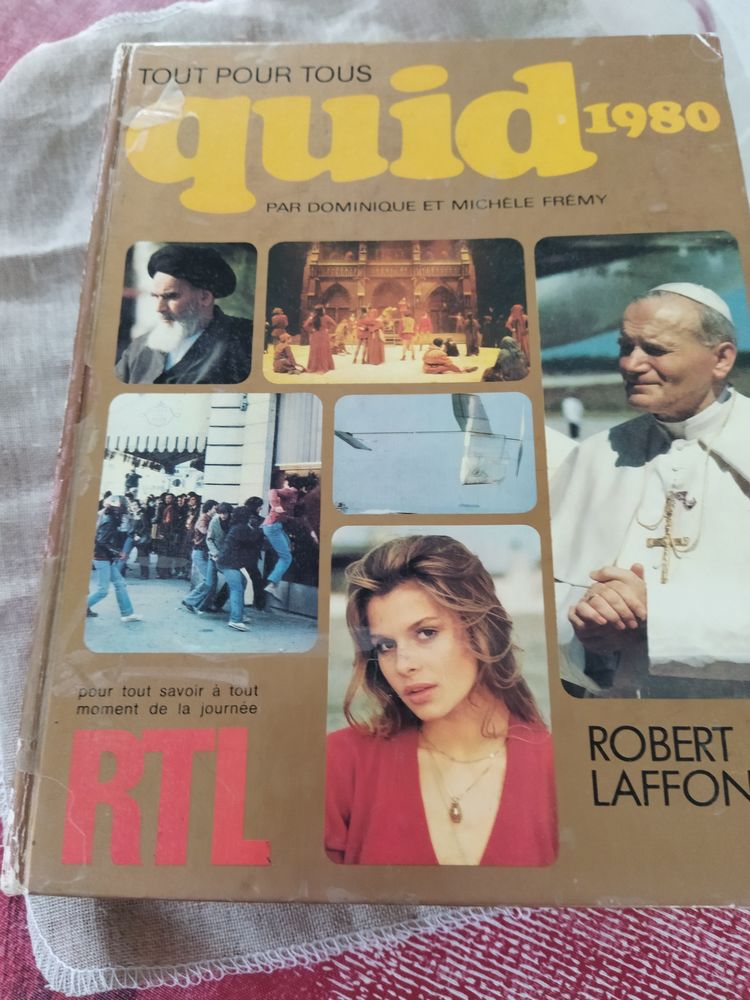 TOUT POUR TOUS
quid 1980
PAR DOMINIQUE ET MICHÈLE FRÉMY
pour tout savoir à tout
moment de la journée
RTL
ROBERT
LAFFON